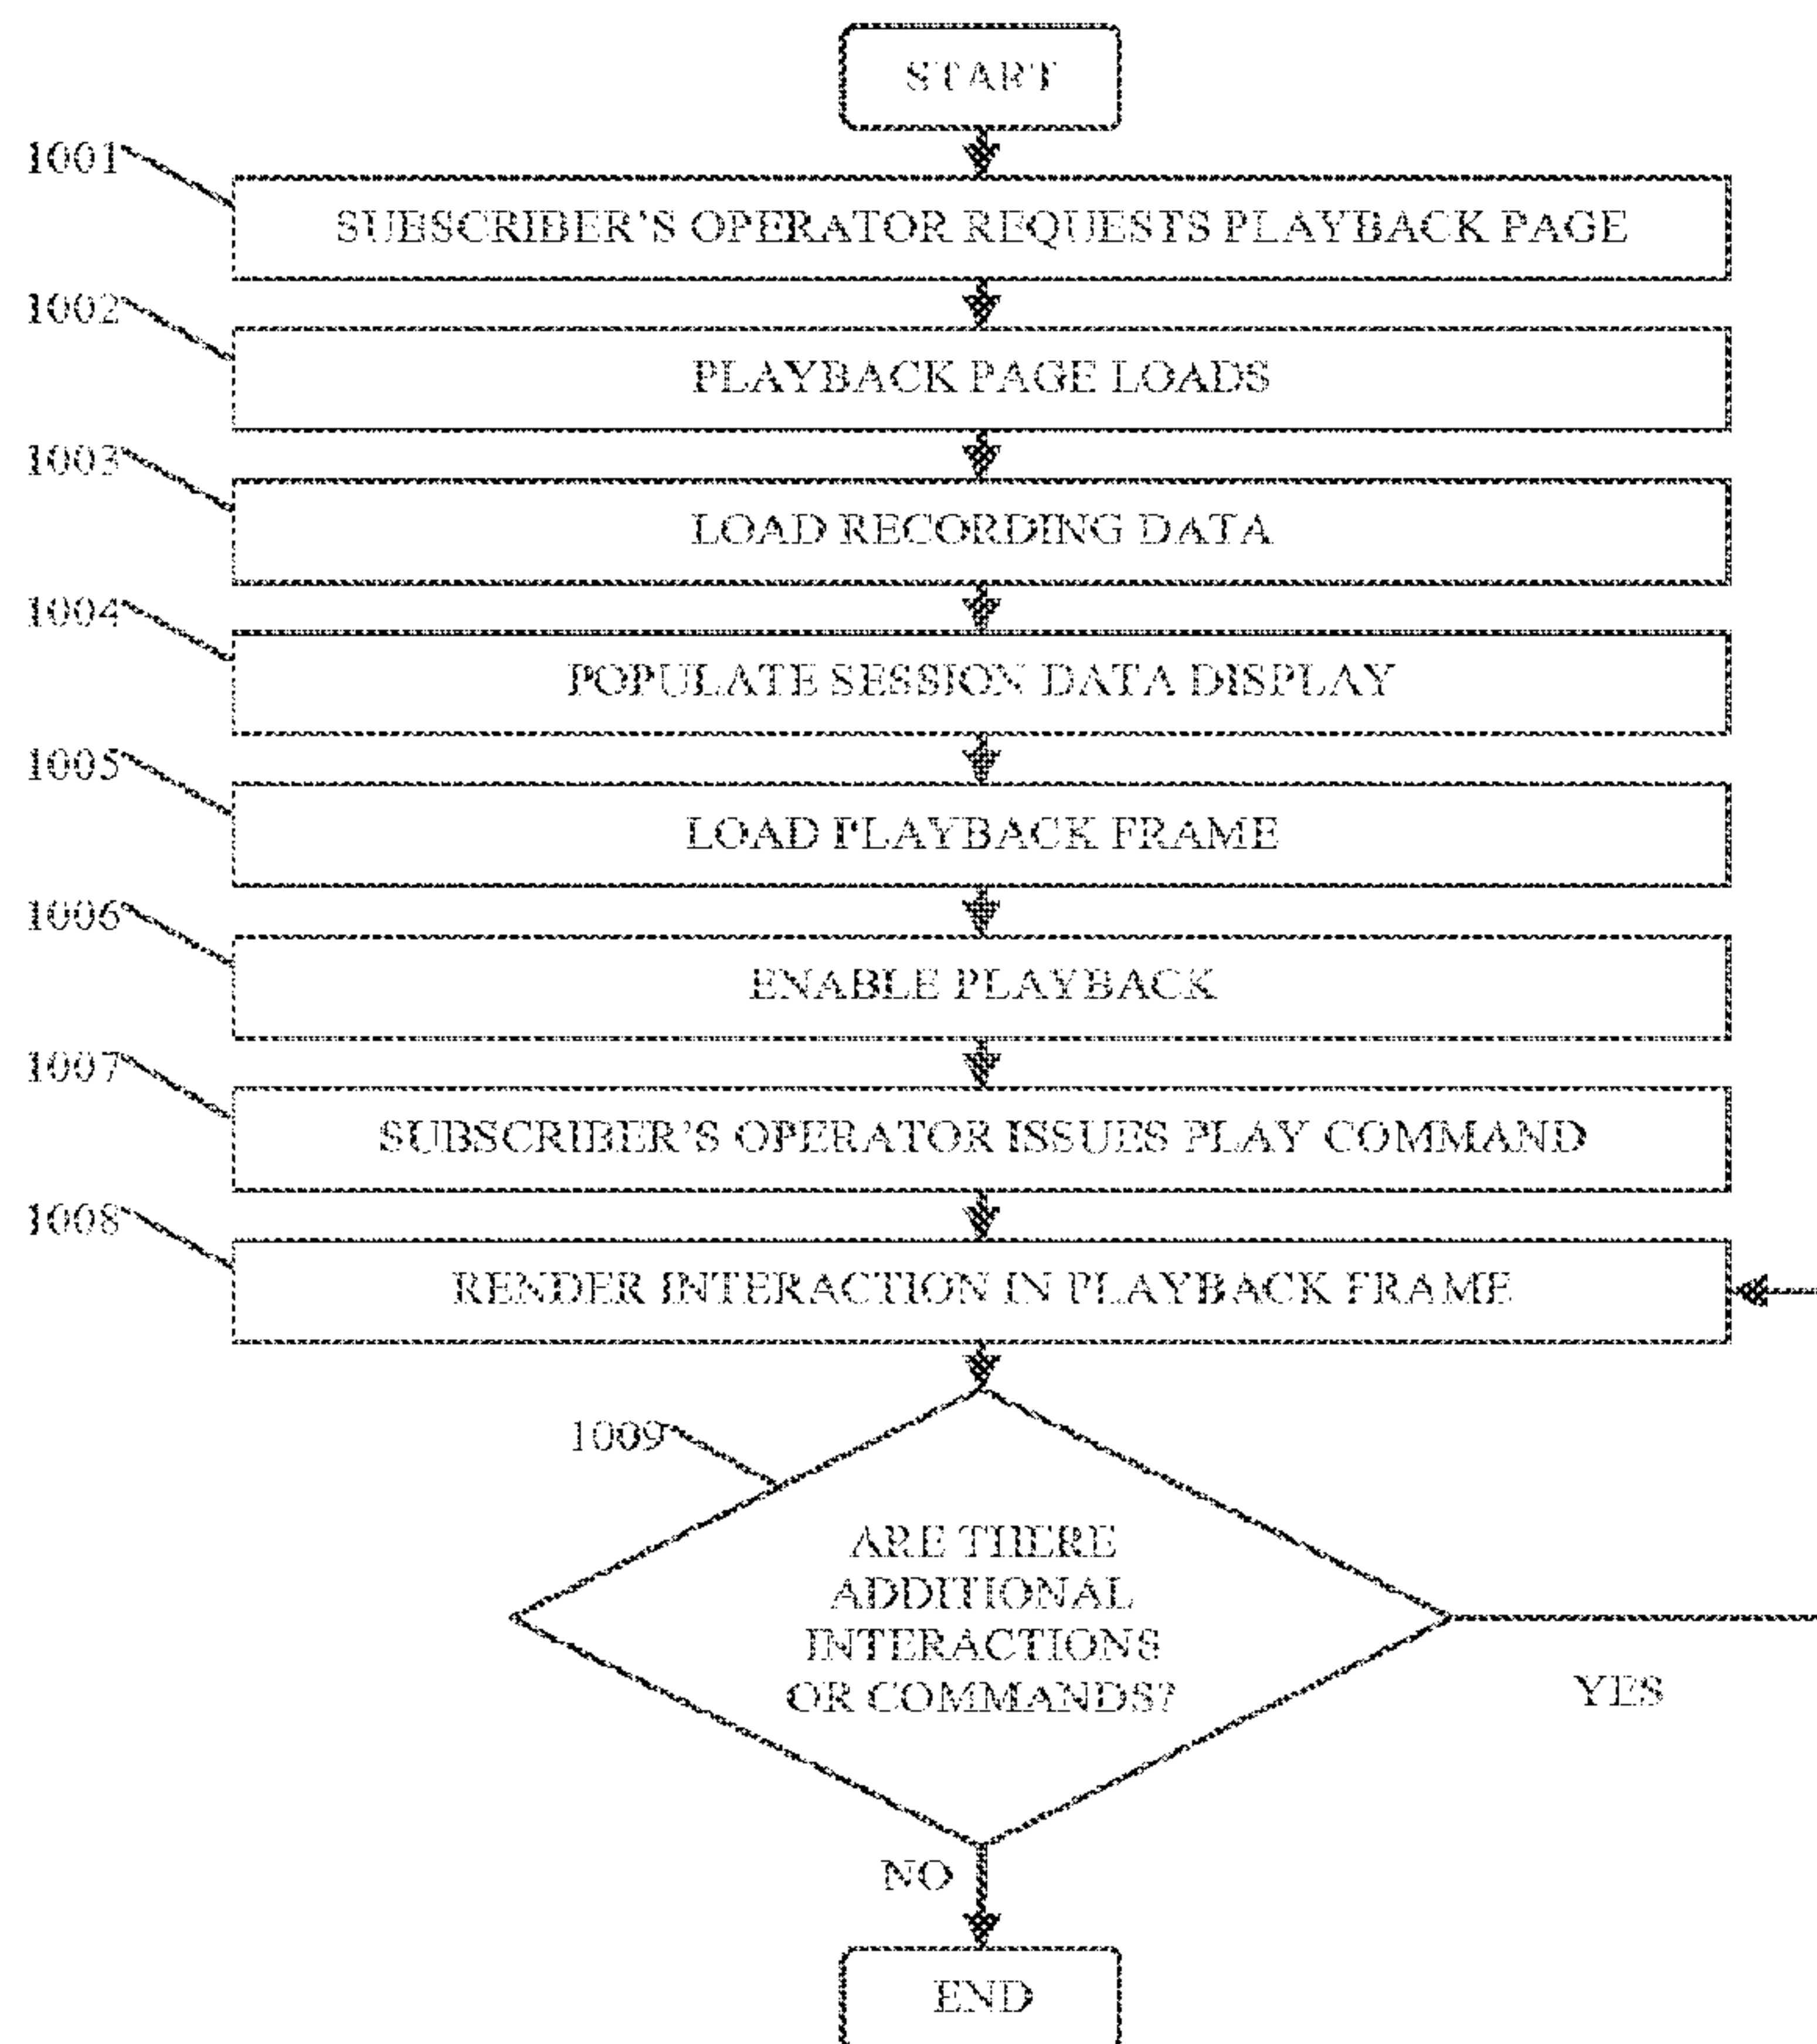 START
1001
SUBSCRIBER'S OPERATOR REQUESTS PLAYBACK PAGE
1002
PLAYBACK PAGE LOADS
1003
LOAD RECORDING DATA
1004
POPULATE SESSION DATA DISPLAY
1005
LOAD PLAYBACK FRAME
1006
ENABLE PLAYBACK
1007
SUBSCRIBER'S OPERATOR ISSUES PLAY COMMAND
1008
RENDER INTERACTION IN PLAYBACK FRAME
1009
ARE THERE
ADDITIONAL
INTERACTIONS
OR COMMANDS?
YES
NO
END